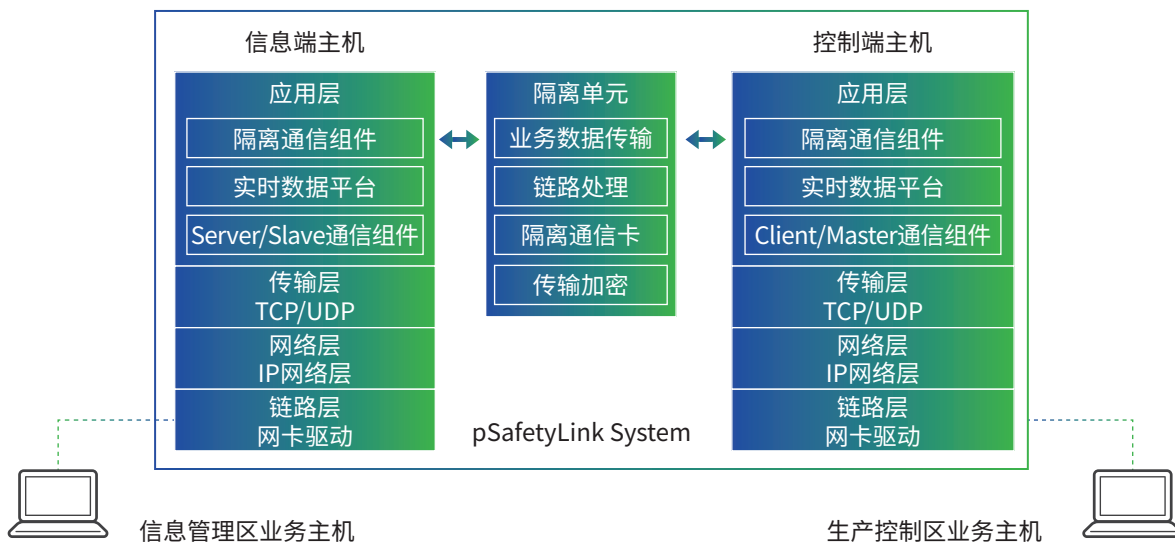 信息端主机
应用层
隔离通信组件
实时数据平台
Server/Slave通信组件
传输层
TCP/UDP
网络层
IP网络层
链路层
网卡驱动
隔离单元
业务数据传输
链路处理
隔离通信卡
传输加密
pSafetyLink System
控制端主机
应用层
隔离通信组件
实时数据平台
Client/Master通信组件
传输层
TCP/UDP
网络层
IP网络层
链路层
网卡驱动
信息管理区业务主机
生产控制区业务主机